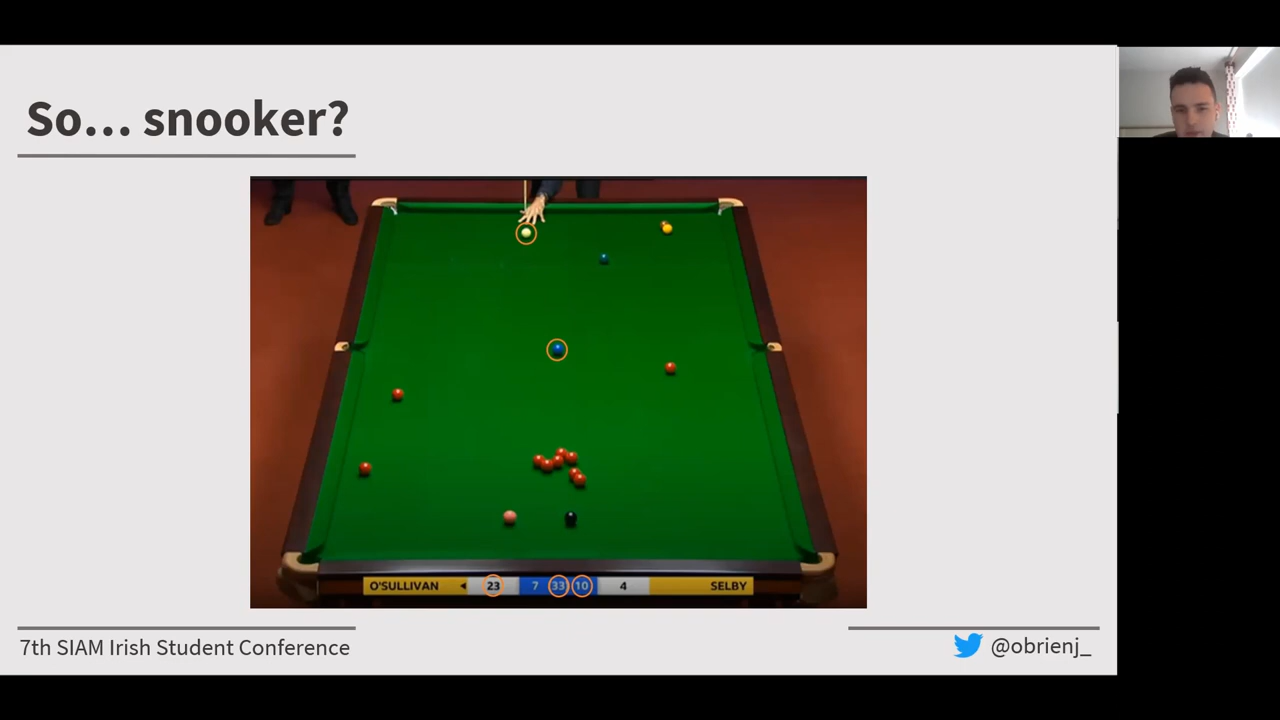 So... snooker?
O'SULLIVAN 23 7 33 10 4 SELBY
7th SIAM Irish Student Conference
@obrienj_